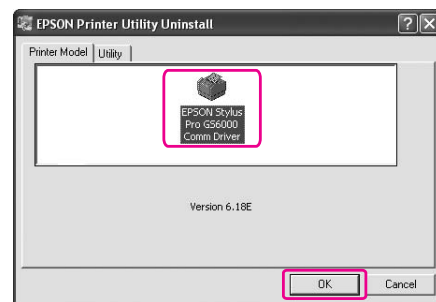 EPSON Printer Utility Uninstall
Printer Model
Utility
EPSON Stylus
Pro GS6000
Comm Driver
Version 6.18E
OK
Cancel